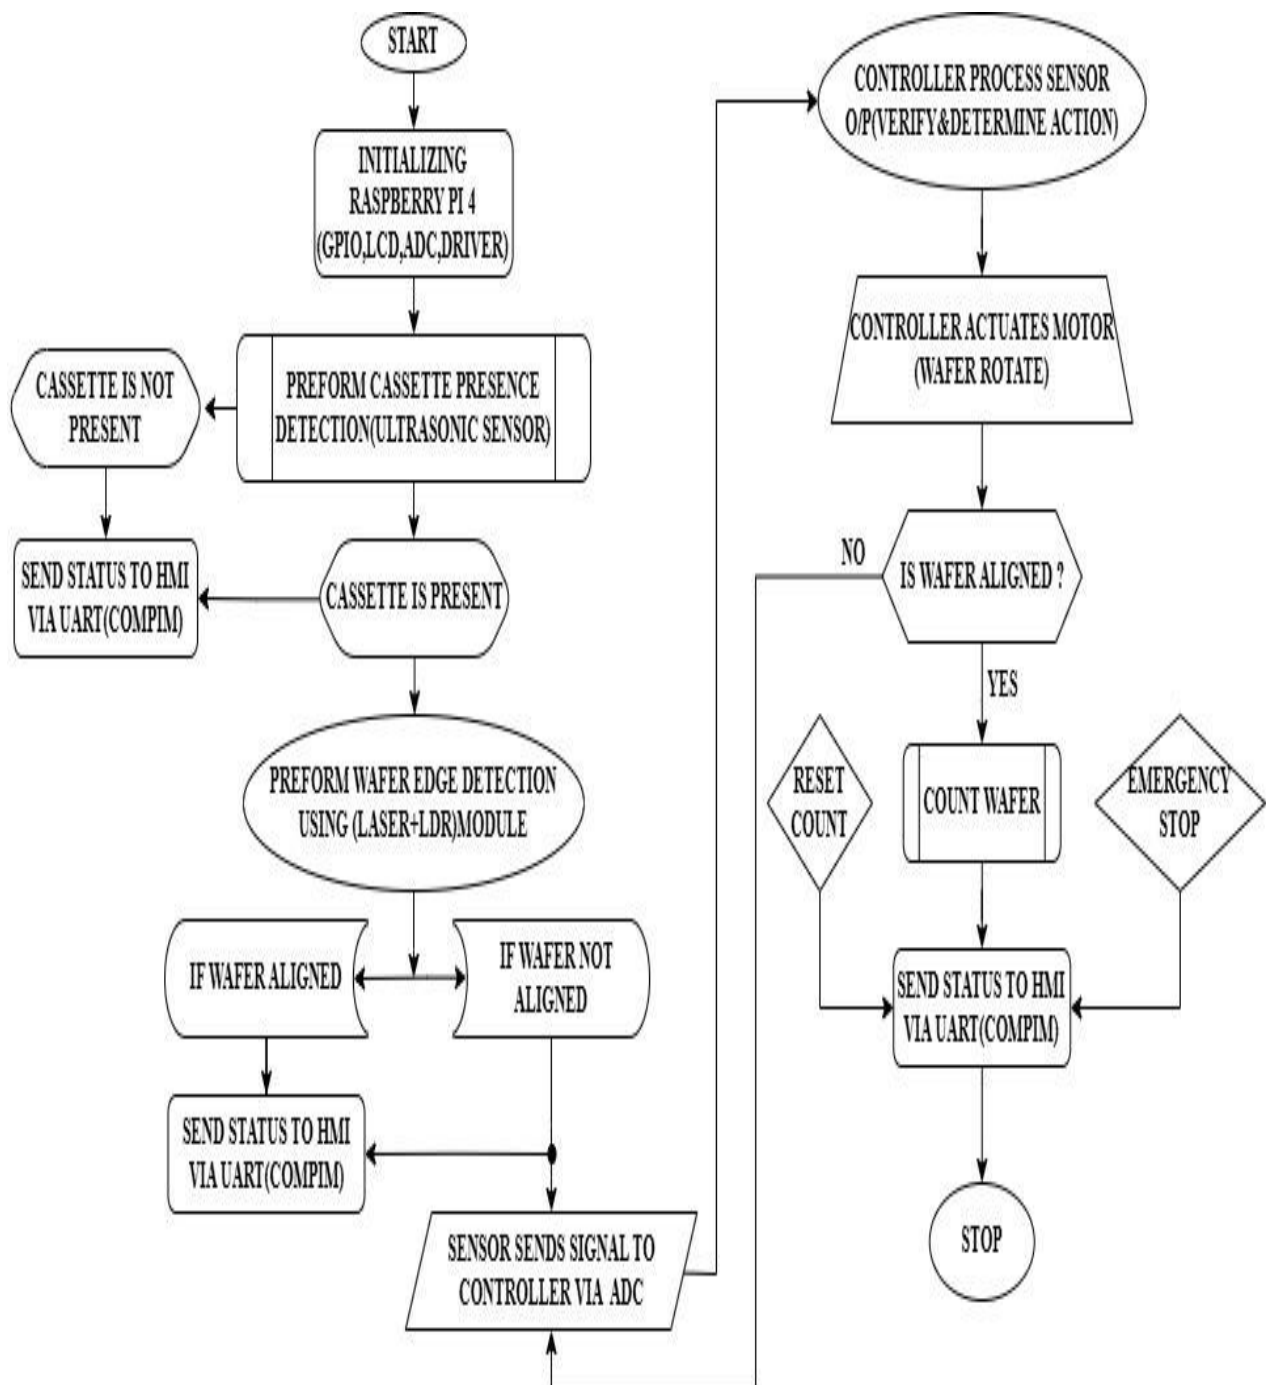 START
INITIALIZING
RASPBERRY PI 4
(GPIO,LCD,ADC,DRIVER)
PREFORM CASSETTE PRESENCE
DETECTION(ULTRASONIC SENSOR)
CASSETTE IS NOT
PRESENT
SEND STATUS TO HMI
VIA UART(COMPIM)
CASSETTE IS PRESENT
PREFORM WAFER EDGE DETECTION
USING (LASER+LDR)MODULE
IF WAFER ALIGNED
IF WAFER NOT
ALIGNED
SEND STATUS TO HMI
VIA UART(COMPIM)
SENSOR SENDS SIGNAL TO
CONTROLLER VIA ADC
CONTROLLER PROCESS SENSOR
O/P(VERIFY&DETERMINE ACTION)
CONTROLLER ACTUATES MOTOR
(WAFER ROTATE)
NO
IS WAFER ALIGNED ?
YES
RESET
COUNT
COUNT WAFER
EMERGENCY
STOP
SEND STATUS TO HMI
VIA UART(COMPIM)
STOP